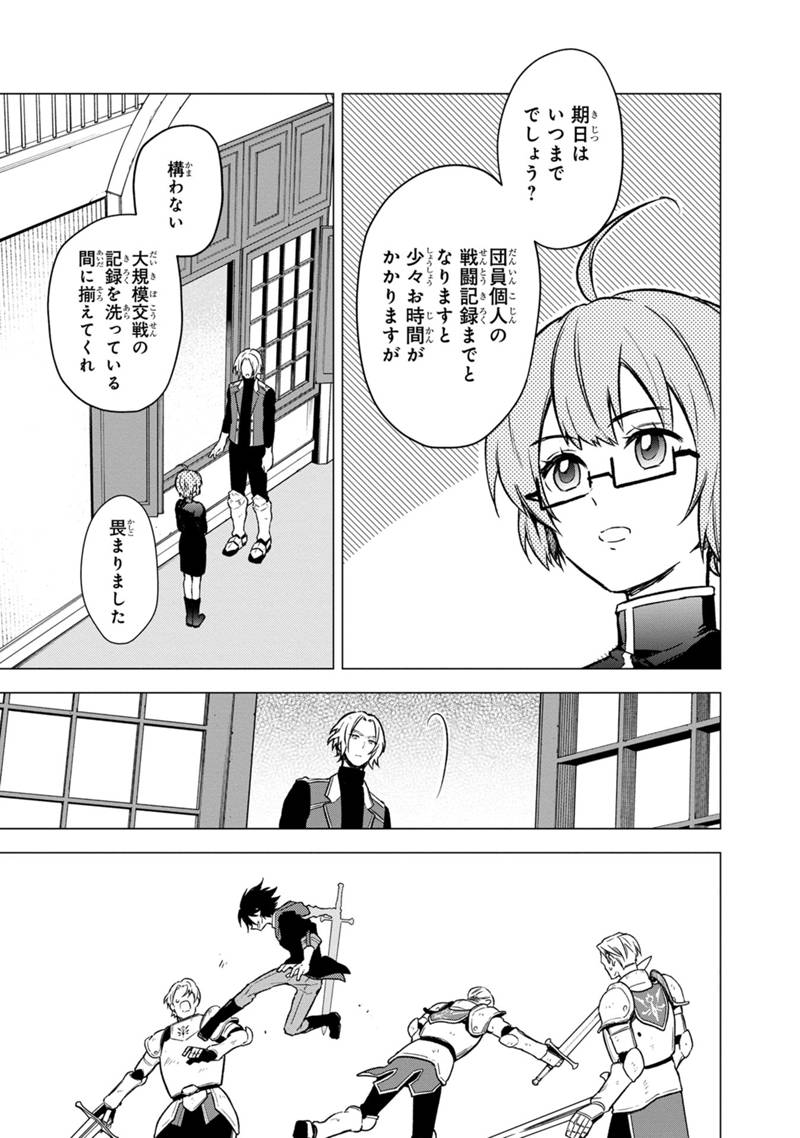 期日は
いつまで
でしょう?
団員個人の
戦闘記録までと
なりますと
少々お時間が
かかりますが
構わない
大規模交戦の
記録を洗っている
間に揃えてくれ
畏まりました